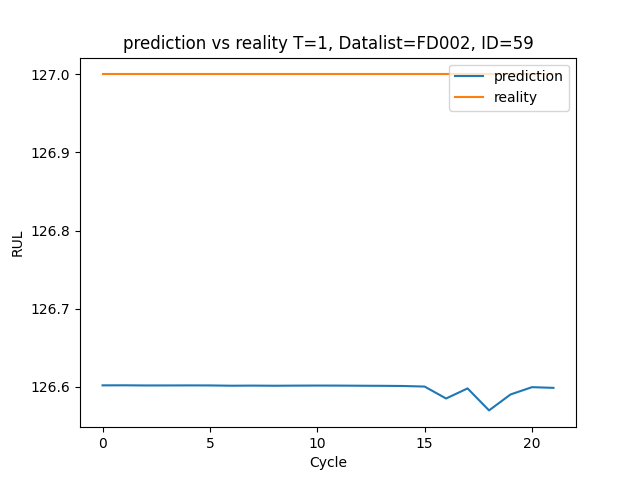 prediction vs reality T=1, Datalist=FD002, ID=59
127.0
126.9
126.8
126.7
126.6
RUL
prediction
reality
0
5
10
15
20
Cycle